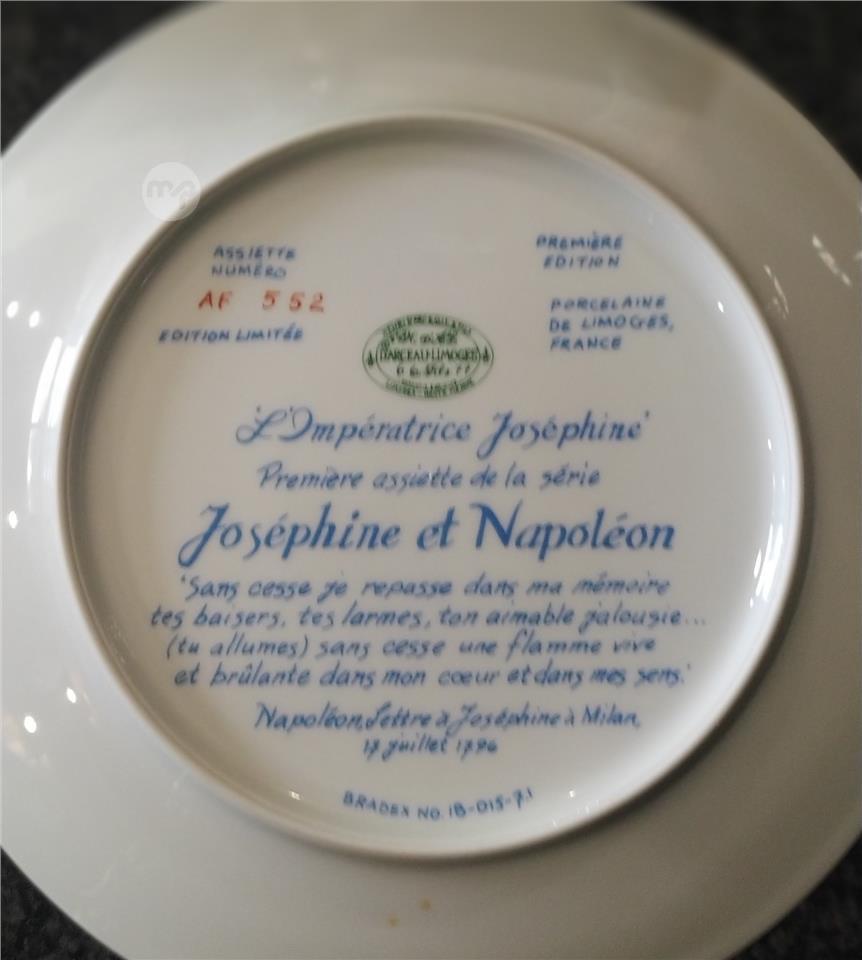 ASSIETTE
NUMÉRO
AF 552
EDITION LIMITÉE
PREMIÈRE
EDITION
PORCELAINE
DE LIMOGES,
FRANCE
D'ARCEAU-LIMOGES
'L'Impératrice Joséphine'
Première assiette de la série
Joséphine et Napoléon
'Sans cesse je repasse dans ma mémoire
tes baisers, tes larmes, ton aimable jalousie...
(tu allumes) sans cesse une flamme vive
et brûlante dans mon cœur et dans mes sens.'
Napoléon, Lettre à Joséphine à Milan,
17 juillet 1796
BRADEX NO. 18-D15-7.1